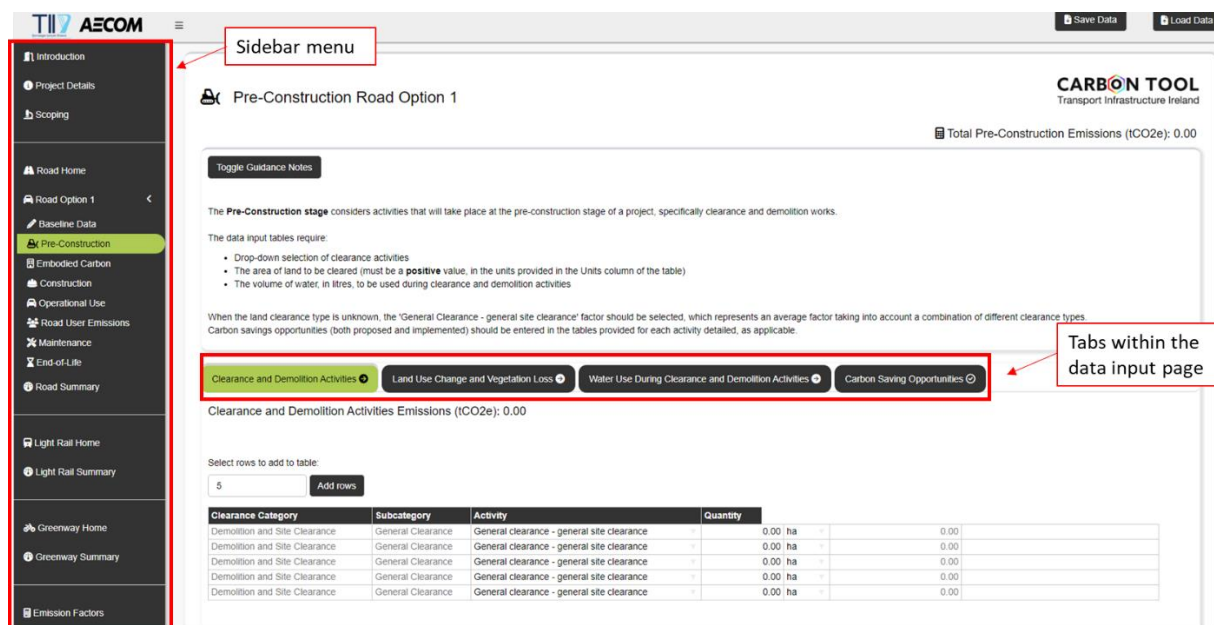 TII AECOM
Save Data
Load Data
Sidebar menu
Introduction
Project Details
Scoping
Road Home
Road Option 1
Baseline Data
Pre-Construction
Embodied Carbon
Construction
Operational Use
Road User Emissions
Maintenance
End-of-Life
Road Summary
Light Rail Home
Light Rail Summary
Greenway Home
Greenway Summary
Emission Factors
Pre-Construction Road Option 1
CARBON TOOL
Transport Infrastructure Ireland
Total Pre-Construction Emissions (tCO2e): 0.00
Toggle Guidance Notes
The Pre-Construction stage considers activities that will take place at the pre-construction stage of a project, specifically clearance and demolition works.
The data input tables require:
• Drop-down selection of clearance activities
• The area of land to be cleared (must be a positive value, in the units provided in the Units column of the table)
• The volume of water, in litres, to be used during clearance and demolition activities
When the land clearance type is unknown, the 'General Clearance - general site clearance' factor should be selected, which represents an average factor taking into account a combination of different clearance types.
Carbon savings opportunities (both proposed and implemented) should be entered in the tables provided for each activity detailed, as applicable.
Tabs within the
data input page
Clearance and Demolition Activities Land Use Change and Vegetation Loss Water Use During Clearance and Demolition Activities Carbon Saving Opportunities
Clearance and Demolition Activities Emissions (tCO2e): 0.00
Select rows to add to table:
5 Add rows
Clearance Category Subcategory Activity Quantity
Demolition and Site Clearance General Clearance General clearance - general site clearance 0.00 ha 0.00
Demolition and Site Clearance General Clearance General clearance - general site clearance 0.00 ha 0.00
Demolition and Site Clearance General Clearance General clearance - general site clearance 0.00 ha 0.00
Demolition and Site Clearance General Clearance General clearance - general site clearance 0.00 ha 0.00
Demolition and Site Clearance General Clearance General clearance - general site clearance 0.00 ha 0.00